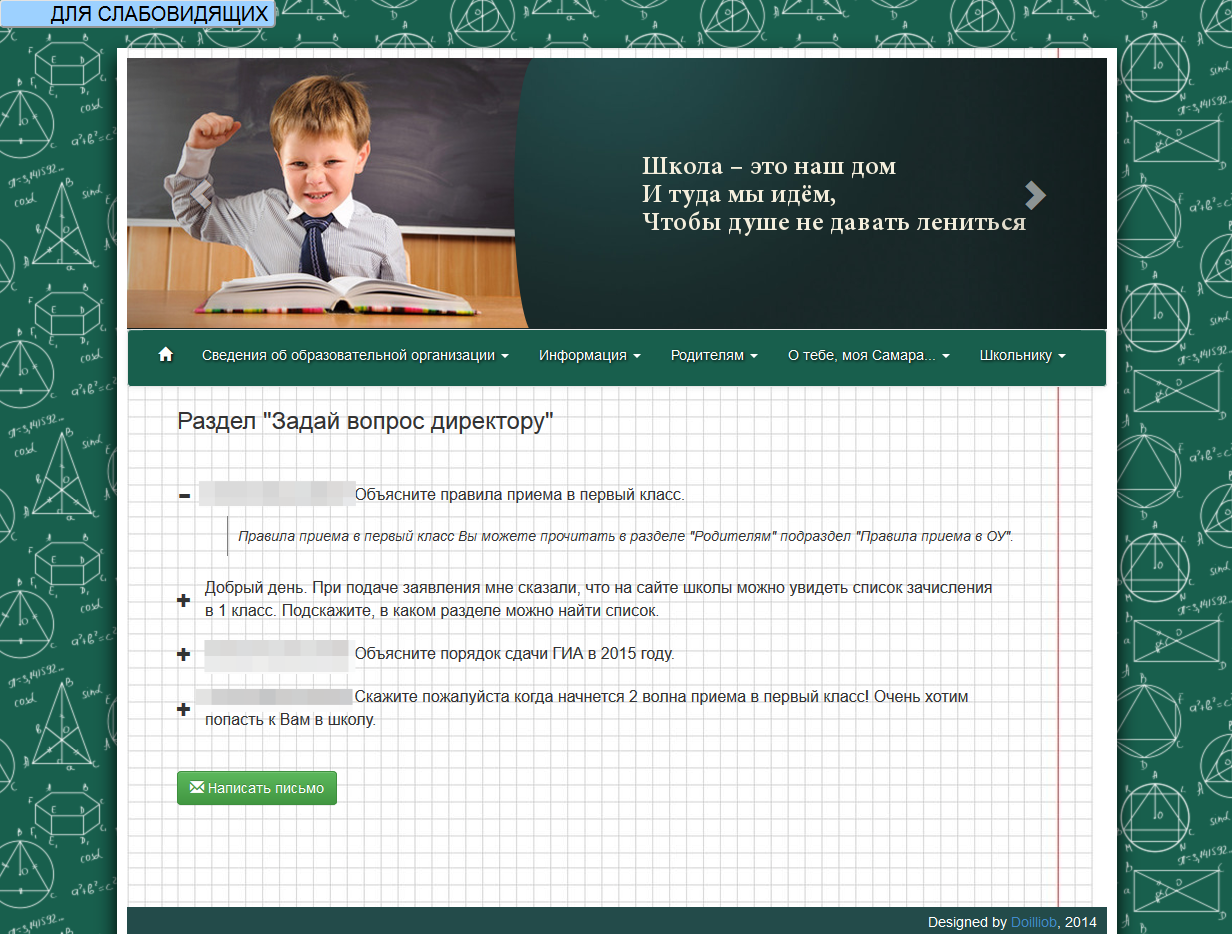 ДЛЯ СЛАБОВИДЯЩИХ
Школа – это наш дом
И туда мы идём,
Чтобы душе не давать лениться
Сведения об образовательной организации Информация Родителям О тебе, моя Самара... Школьнику
Раздел "Задай вопрос директору"
Объясните правила приема в первый класс.
Правила приема в первый класс Вы можете прочитать в разделе "Родителям" подраздел "Правила приема в ОУ".
Добрый день. При подаче заявления мне сказали, что на сайте школы можно увидеть список зачисления
в 1 класс. Подскажите, в каком разделе можно найти список.
Объясните порядок сдачи ГИА в 2015 году.
Скажите пожалуйста когда начнется 2 волна приема в первый класс! Очень хотим
попасть к Вам в школу.
Написать письмо
Designed by Doilliob, 2014